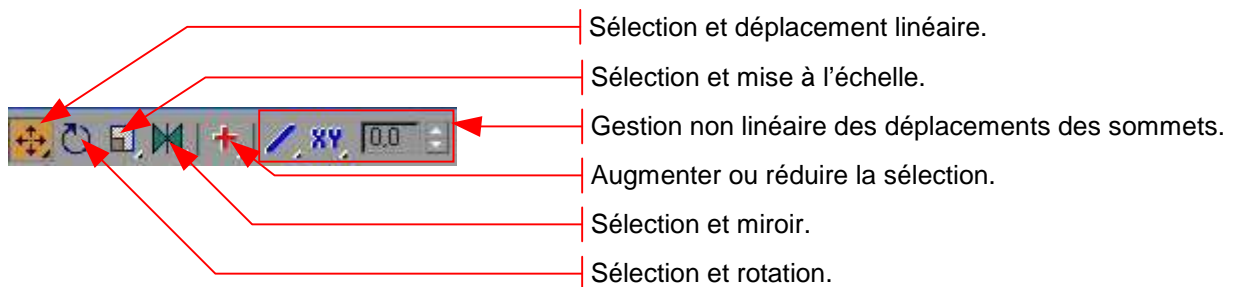 Sélection et déplacement linéaire.
Sélection et mise à l’échelle.
XY 0,0
Gestion non linéaire des déplacements des sommets.
Augmenter ou réduire la sélection.
Sélection et miroir.
Sélection et rotation.